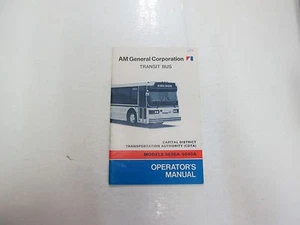 AM General Corporation
TRANSIT BUS
CAPITAL DISTRICT
TRANSPORTATION AUTHORITY (CDTA)
OPERATOR'S
MANUAL